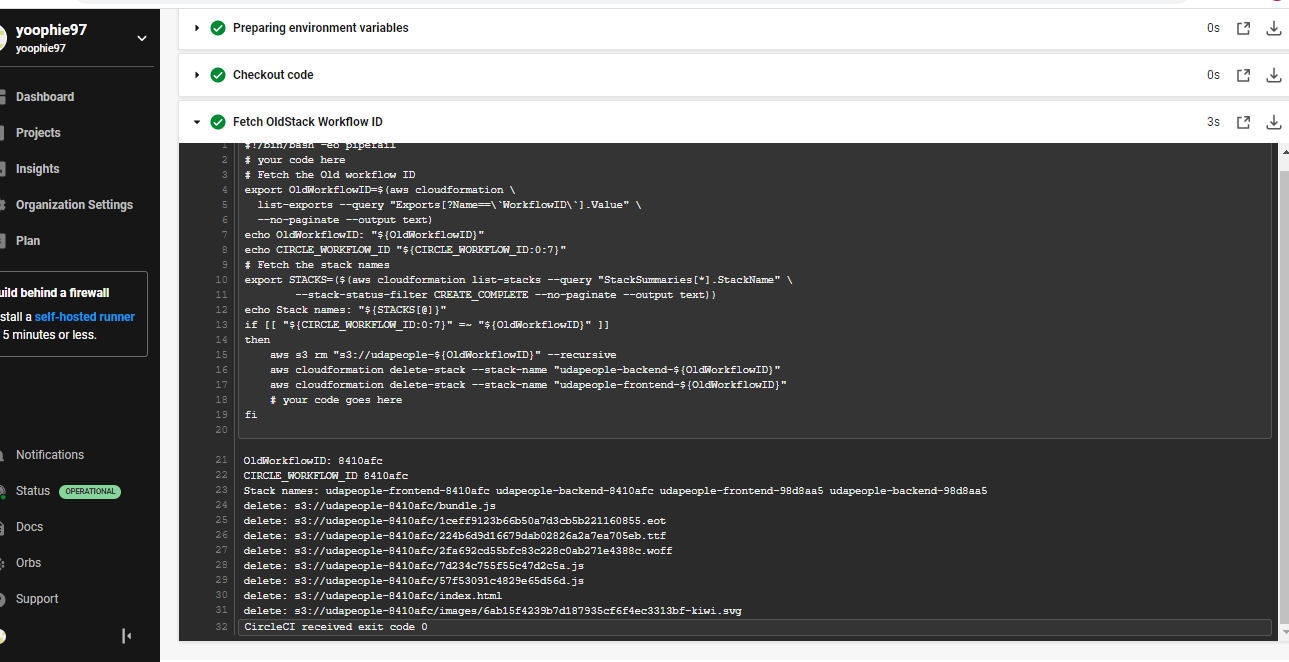 yoophie97
yoophie97
Dashboard
Projects
Insights
Organization Settings
Plan
uild behind a firewall
stall a self-hosted runner
5 minutes or less.
Notifications
Status OPERATIONAL
Docs
Orbs
Support
Preparing environment variables 0s
Checkout code 0s
Fetch OldStack Workflow ID 3s
1 #!/bin/bash -eo pipefail
2 # your code here
3 # Fetch the Old workflow ID
4 export OldWorkflowID=$(aws cloudformation \
5 list-exports --query "Exports[?Name==\`WorkflowID\`].Value" \
6 --no-paginate --output text)
7 echo OldWorkflowID: "${OldWorkflowID}"
8 echo CIRCLE_WORKFLOW_ID "${CIRCLE_WORKFLOW_ID:0:7}"
9 # Fetch the stack names
10 export STACKS=($(aws cloudformation list-stacks --query "StackSummaries[*].StackName" \
11 --stack-status-filter CREATE_COMPLETE --no-paginate --output text))
12 echo Stack names: "${STACKS[@]}"
13 if [[ "${CIRCLE_WORKFLOW_ID:0:7}" =~ "${OldWorkflowID}" ]]
14 then
15 aws s3 rm "s3://udapeople-${OldWorkflowID}" --recursive
16 aws cloudformation delete-stack --stack-name "udapeople-backend-${OldWorkflowID}"
17 aws cloudformation delete-stack --stack-name "udapeople-frontend-${OldWorkflowID}"
18 # your code goes here
19 fi
20
21 OldWorkflowID: 8410afc
22 CIRCLE_WORKFLOW_ID 8410afc
23 Stack names: udapeople-frontend-8410afc udapeople-backend-8410afc udapeople-frontend-98d8aa5 udapeople-backend-98d8aa5
24 delete: s3://udapeople-8410afc/bundle.js
25 delete: s3://udapeople-8410afc/1ceff9123b66b50a7d3cb5b221160855.eot
26 delete: s3://udapeople-8410afc/224b6d9d16679dab02826a2a7ea705eb.ttf
27 delete: s3://udapeople-8410afc/2fa692cd55bfc83c228c0ab271e4388c.woff
28 delete: s3://udapeople-8410afc/7d234c755f55c47d2c5a.js
29 delete: s3://udapeople-8410afc/57f53091c4829e65d56d.js
30 delete: s3://udapeople-8410afc/index.html
31 delete: s3://udapeople-8410afc/images/6ab15f4239b7d187935cf6f4ec3313bf-kiwi.svg
32 CircleCI received exit code 0